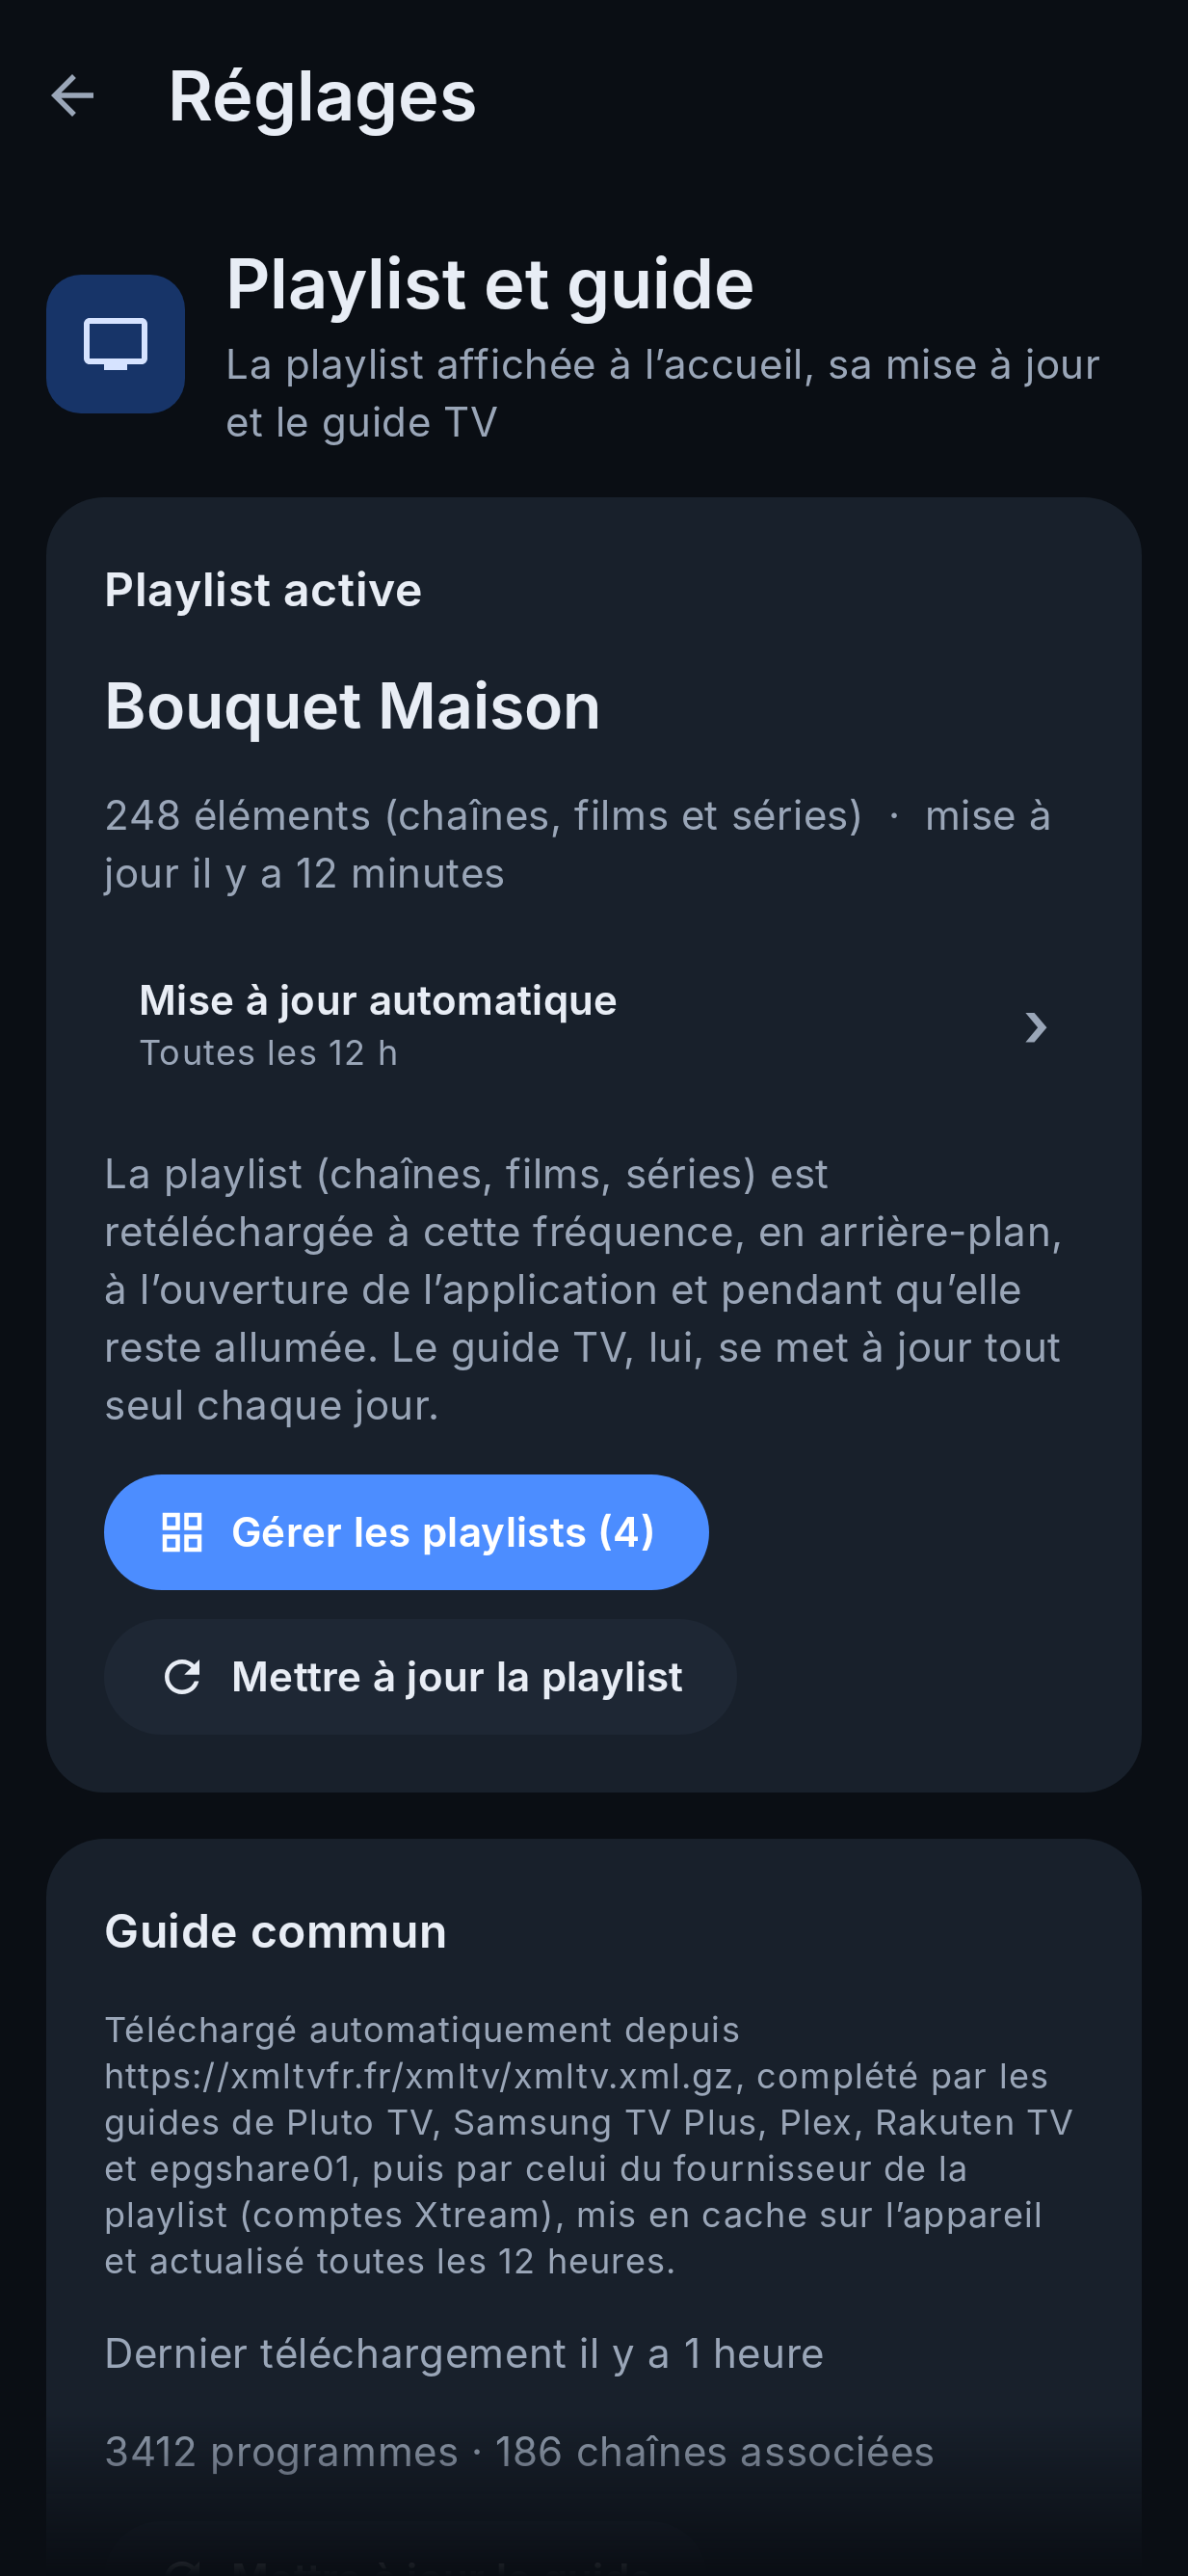 Réglages
Playlist et guide
La playlist affichée à l’accueil, sa mise à jour
et le guide TV
Playlist active
Bouquet Maison
248 éléments (chaînes, films et séries) · mise à
jour il y a 12 minutes
Mise à jour automatique
Toutes les 12 h
La playlist (chaînes, films, séries) est
retéléchargée à cette fréquence, en arrière-plan,
à l’ouverture de l’application et pendant qu’elle
reste allumée. Le guide TV, lui, se met à jour tout
seul chaque jour.
Gérer les playlists (4)
Mettre à jour la playlist
Guide commun
Téléchargé automatiquement depuis
https://xmltvfr.fr/xmltv/xmltv.xml.gz, complété par les
guides de Pluto TV, Samsung TV Plus, Plex, Rakuten TV
et epgshare01, puis par celui du fournisseur de la
playlist (comptes Xtream), mis en cache sur l’appareil
et actualisé toutes les 12 heures.
Dernier téléchargement il y a 1 heure
3412 programmes · 186 chaînes associées